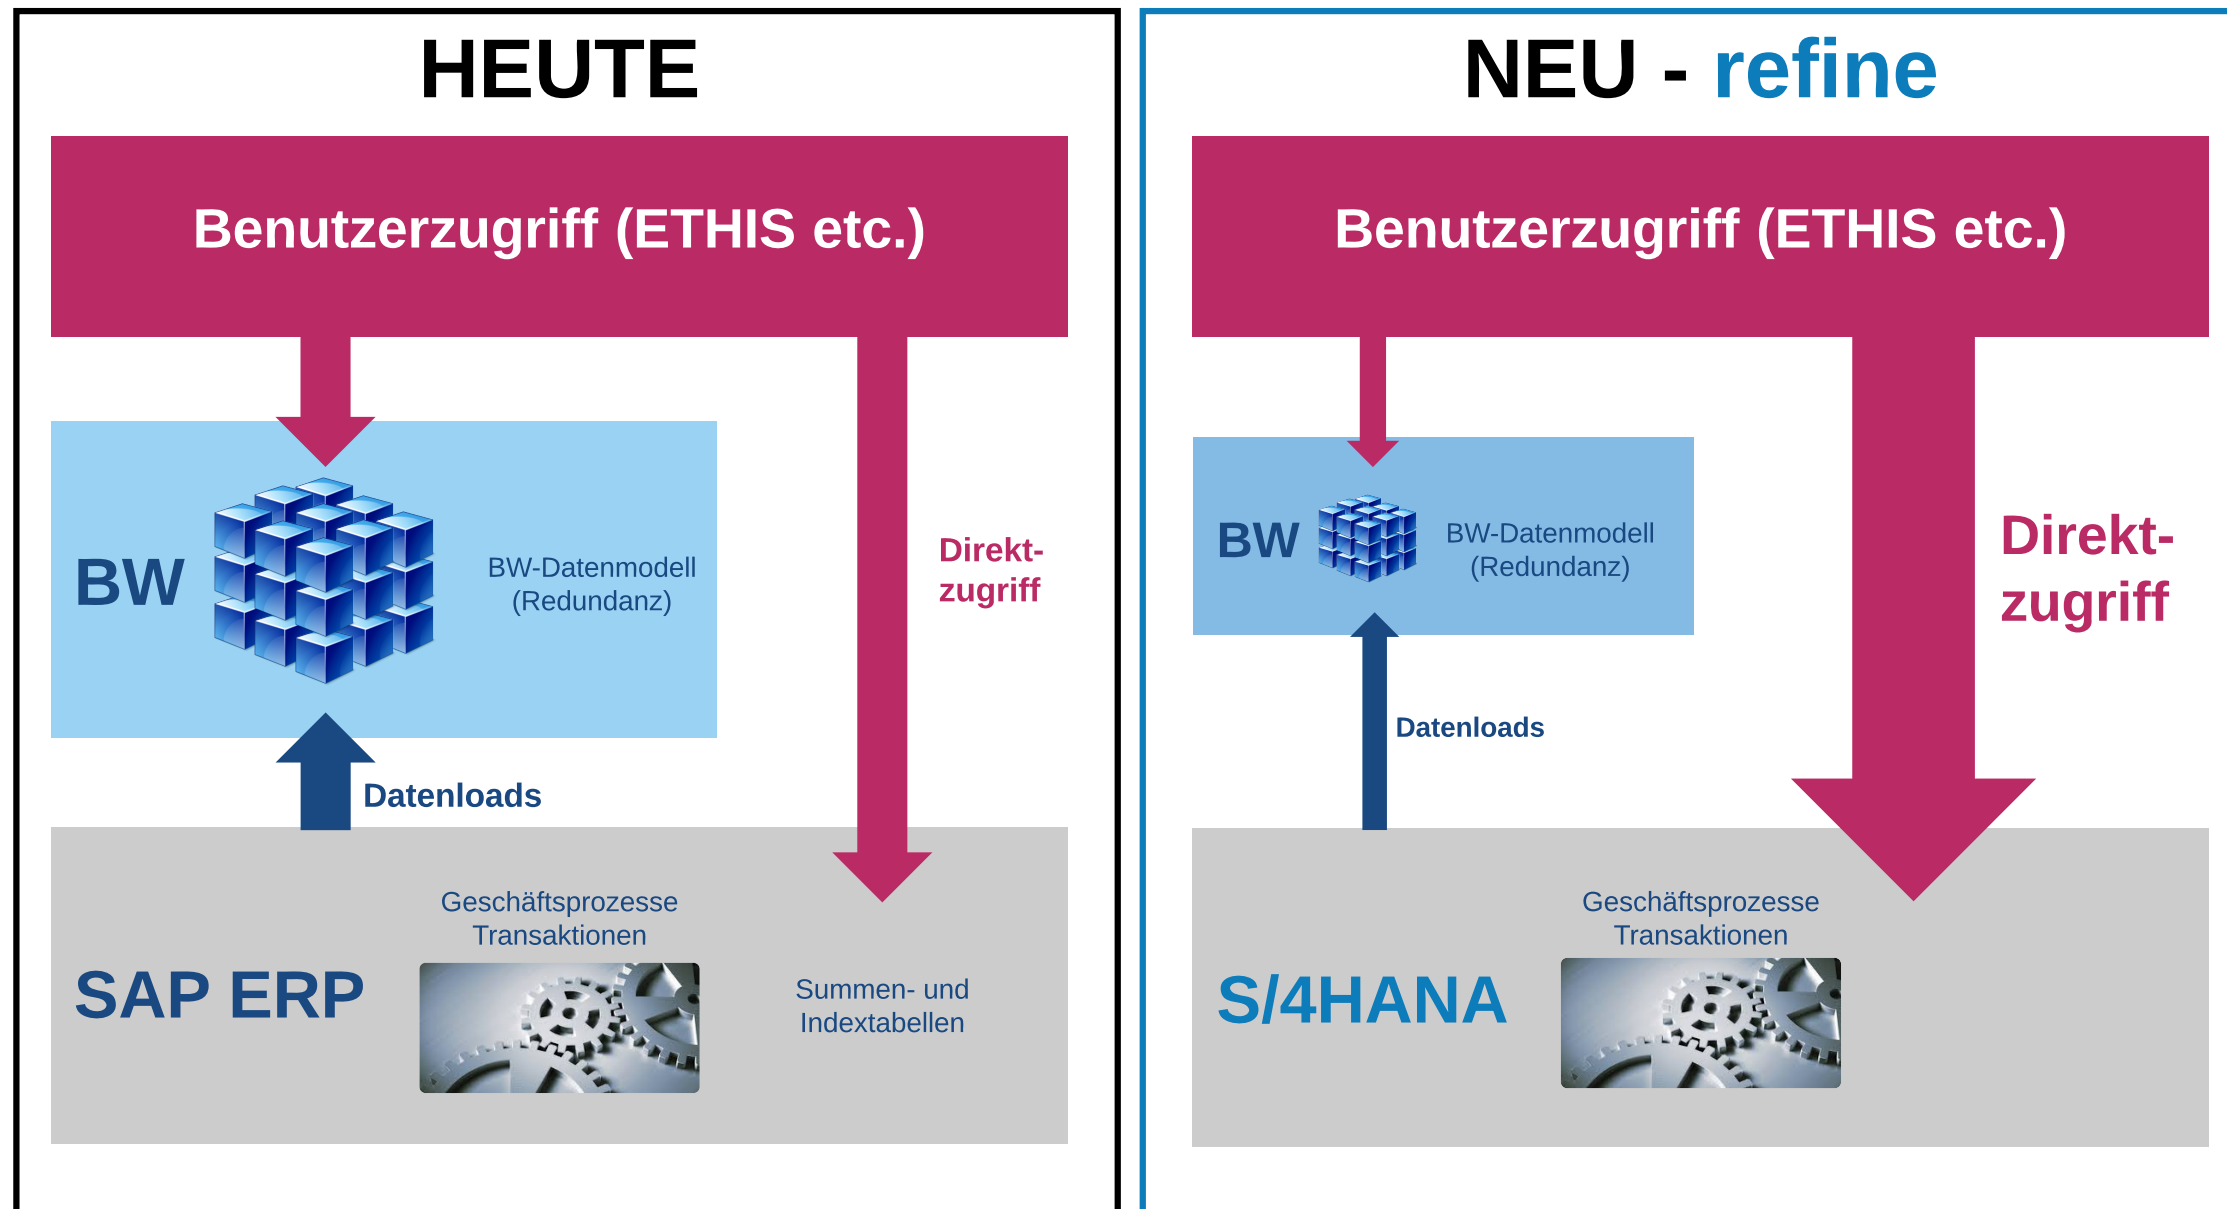 HEUTE
Benutzerzugriff (ETHIS etc.)
BW
BW-Datenmodell
(Redundanz)
Direkt-
zugriff
Datenloads
SAP ERP
Geschäftsprozesse
Transaktionen
Summen- und
Indextabellen
NEU - refine
Benutzerzugriff (ETHIS etc.)
BW
BW-Datenmodell
(Redundanz)
Direkt-
zugriff
Datenloads
S/4HANA
Geschäftsprozesse
Transaktionen